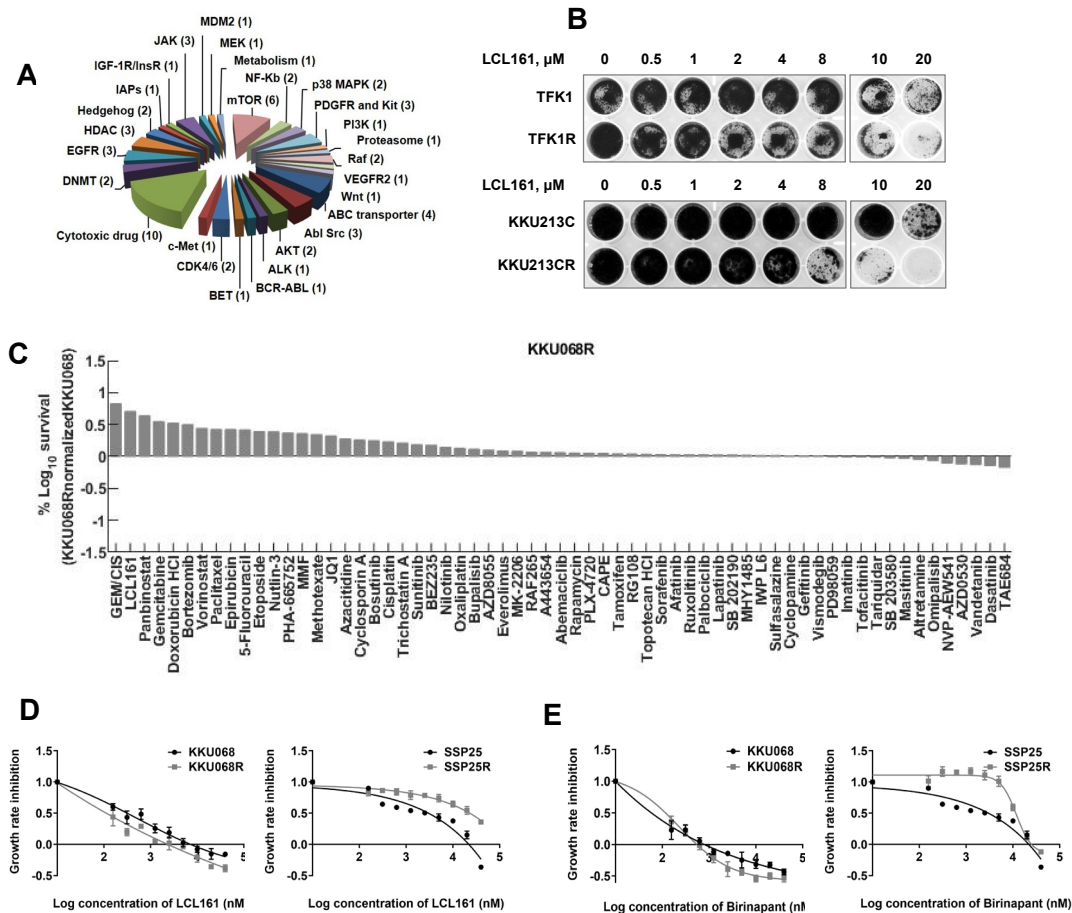 A
MDM2 (1)
JAK (3)
MEK (1)
IGF-1R/InsR (1)
Metabolism (1)
NF-Kb (2)
IAPs (1)
mTOR (6)
p38 MAPK (2)
Hedgehog (2)
PDGFR and Kit (3)
HDAC (3)
PI3K (1)
Proteasome (1)
EGFR (3)
Raf (2)
VEGFR2 (1)
DNMT (2)
Wnt (1)
ABC transporter (4)
Cytotoxic drug (10)
Abl Src (3)
c-Met (1)
AKT (2)
CDK4/6 (2)
ALK (1)
BET (1)
BCR-ABL (1)
B
LCL161, µM 0 0.5 1 2 4 8 10 20
TFK1
TFK1R
LCL161, µM 0 0.5 1 2 4 8 10 20
KKU213C
KKU213CR
C
KKU068R
% Log10 survival
(KKU068RnormalizedKKU068)
1.5
1
0.5
0
-0.5
-1
-1.5
GEM/CIS
LCL161
Panbinostat
Gemcitabine
Doxorubicin HCl
Bortezomib
Vorinostat
Paclitaxel
Epirubicin
5-Fluorouracil
Etoposide
Nutlin-3
PHA-665752
MMF
Methotexate
JQ1
Azacitidine
Cyclosporin A
Bosutinib
Cisplatin
Trichostatin A
Sunitinib
BEZ235
Nilotinib
Oxaliplatin
Bupalisib
AZD8055
Everolimus
MK-2206
RAF265
A443654
Abemaciclib
Rapamycin
PLX-4720
CAPE
Tamoxifen
RG108
Topotecan HCl
Sorafenib
Afatinib
Ruxolitinib
Palbociclib
Lapatinib
SB 202190
MHY1485
IWP L6
Sulfasalazine
Cyclopamine
Gefitinib
Vismodegib
PD98059
Imatinib
Tofacitinib
Tariquidar
SB 203580
Masitinib
Altretamine
Omipalisib
NVP-AEW541
AZD0530
Vandetanib
Dasatinib
TAE684
D
Growth rate inhibition
1.5
1.0
0.5
0.0
-0.5
2 3 4 5
KKU068
KKU068R
Log concentration of LCL161 (nM)
Growth rate inhibition
1.5
1.0
0.5
0.0
-0.5
2 3 4 5
SSP25
SSP25R
Log concentration of LCL161 (nM)
E
Growth rate inhibition
1.5
1.0
0.5
0.0
-0.5
2 3 4 5
KKU068
KKU068R
Log concentration of Birinapant (nM)
Growth rate inhibition
1.5
1.0
0.5
0.0
-0.5
2 3 4 5
SSP25
SSP25R
Log concentration of Birinapant (nM)